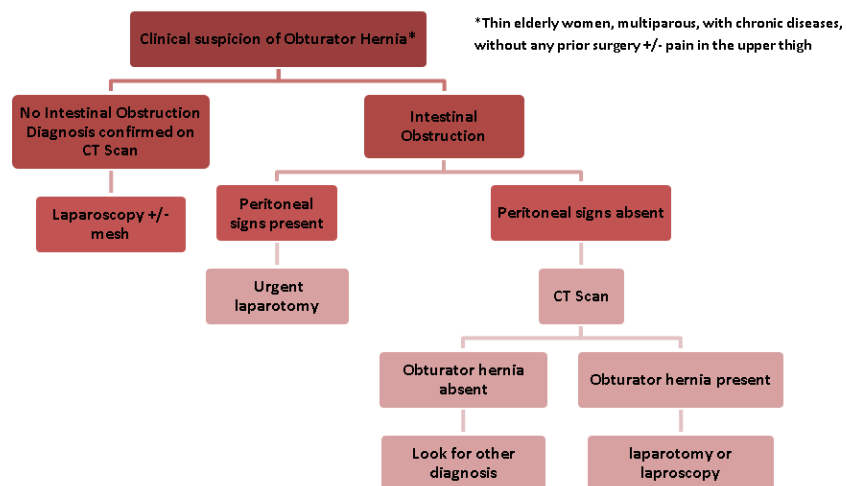 Clinical suspicion of Obturator Hernia*
*Thin elderly women, multiparous, with chronic diseases,
without any prior surgery +/- pain in the upper thigh
No Intestinal Obstruction
Diagnosis confirmed on
CT Scan
Intestinal
Obstruction
Laparoscopy +/-
mesh
Peritoneal
signs present
Peritoneal signs absent
Urgent
laparotomy
CT Scan
Obturator hernia
absent
Obturator hernia present
Look for other
diagnosis
laparotomy or
laproscopy